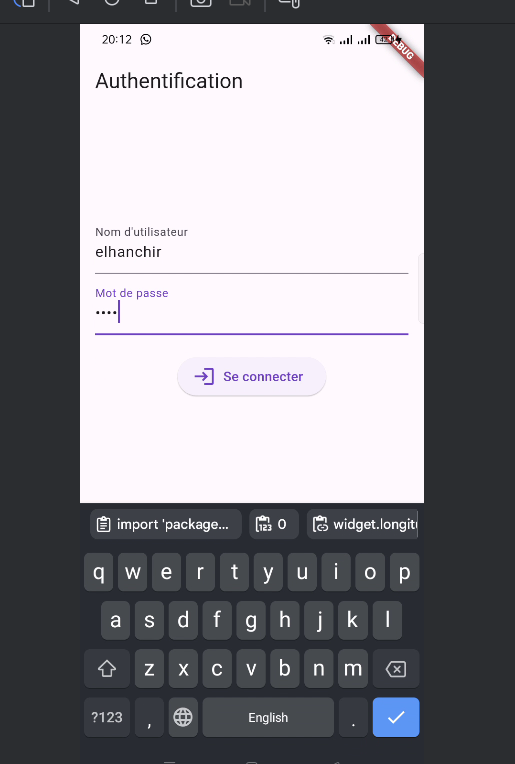 20:12
DEBUG
Authentification
Nom d'utilisateur
elhanchir
Mot de passe
••••
Se connecter
import 'package... 123 0 widget.longitu
q w e r t y u i o p
a s d f g h j k l
z x c v b n m
?123 , English .